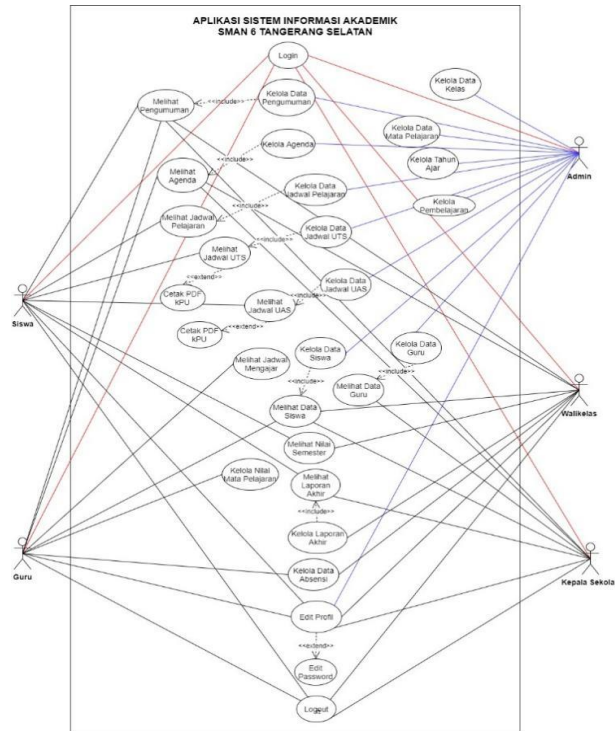 APLIKASI SISTEM INFORMASI AKADEMIK
SMAN 6 TANGERANG SELATAN
Login
Melihat
Pengumuman
<<include>>
Kelola Data
Pengumuman
Kelola Data
Kelas
Kelola Agenda
Kelola Data
Mata Pelajaran
Melihat
Agenda
<<include>>
Kelola Tahun
Ajar
Admin
Kelola Data
Jadwal Pelajaran
<<include>>
Kelola
Pembelajaran
Melihat Jadwal
Pelajaran
Kelola Data
Jadwal UTS
<<include>>
Melihat
Jadwal UTS
<<extend>>
Kelola Data
Jadwal UAS
<<include>>
Cetak PDF
kPU
Melihat
Jadwal UAS
Siswa
<<extend>>
Cetak PDF
kPU
Kelola Data
Siswa
Kelola Data
Guru
Melihat Jadwal
Mengajar
<<include>>
<<include>>
Melihat Data
Guru
Melihat Data
Siswa
Walikelas
Melihat Nilai
Semester
Kelola Nilai
Mata Pelajaran
Melihat
Laporan
Akhir
<<include>>
Kelola Laporan
Akhir
Guru
Kelola Data
Absensi
Kepala Sekola
Edit Profil
<<extend>>
Edit
Password
Logout